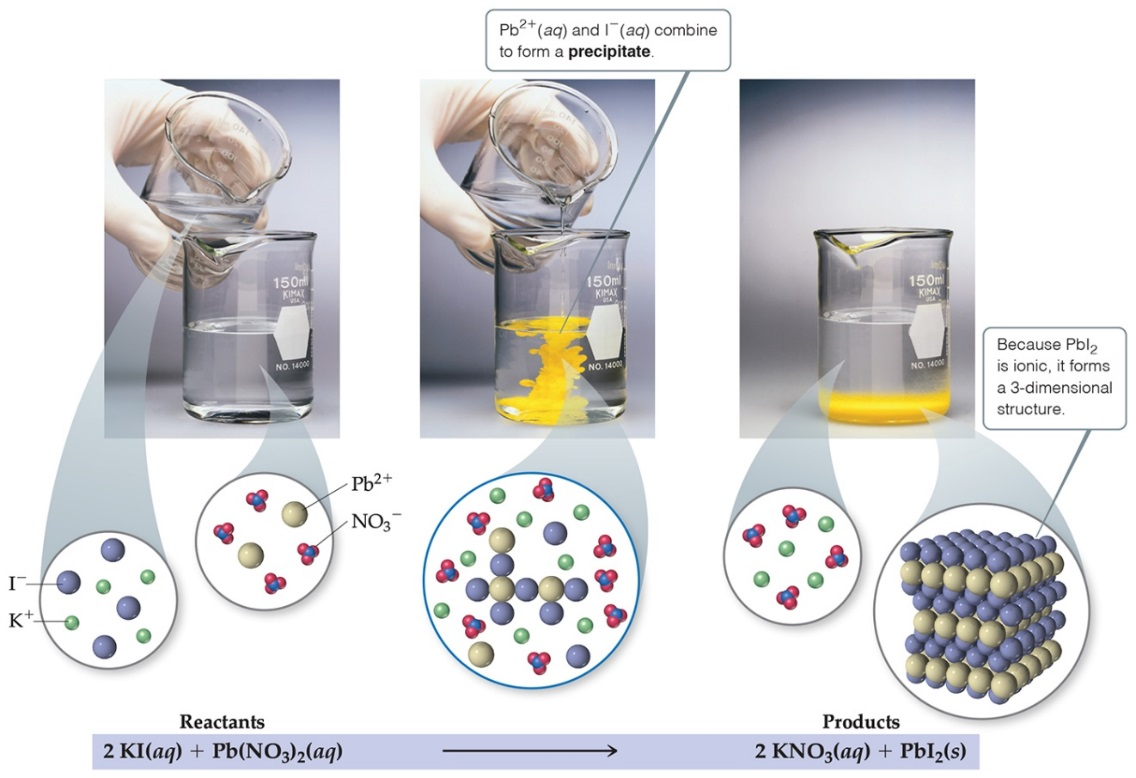 Pb²⁺(aq) and I⁻(aq) combine
to form a precipitate.
150ml
KIMAX
USA
NO. 14000
150ml
KIMAX
USA
NO. 14000
150ml
KIMAX
USA
NO. 14000
Because PbI₂
is ionic, it forms
a 3-dimensional
structure.
Pb²⁺
NO₃⁻
I⁻
K⁺
Reactants
2 KI(aq) + Pb(NO₃)₂(aq)
Products
2 KNO₃(aq) + PbI₂(s)